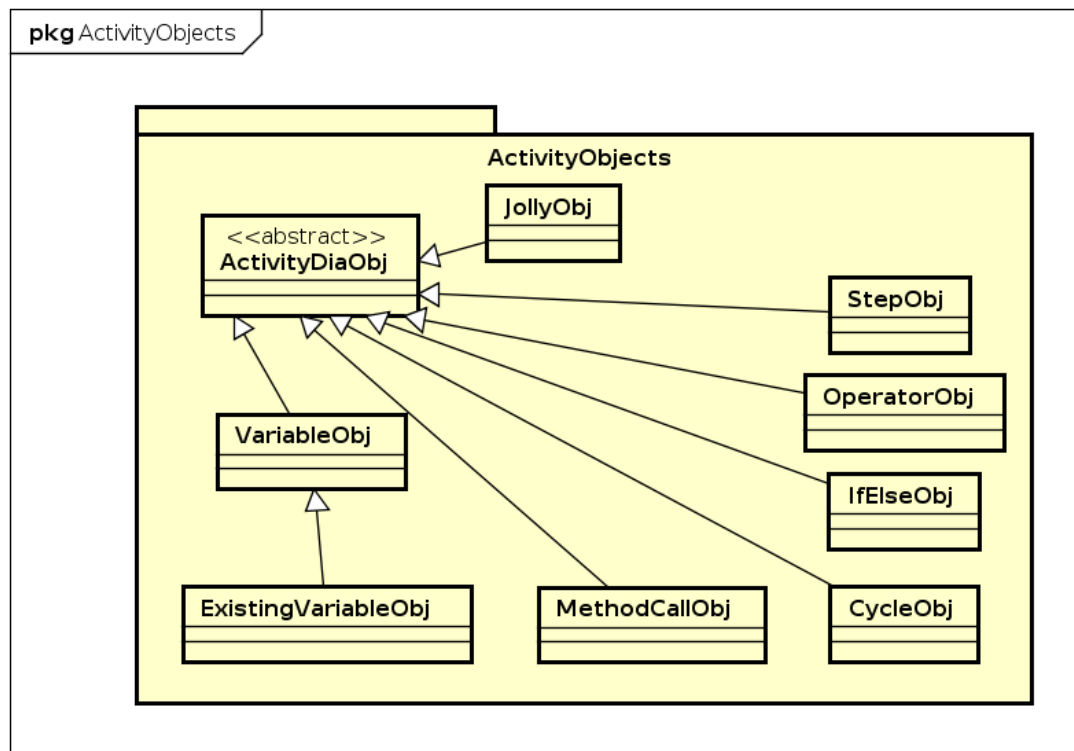 pkg ActivityObjects
ActivityObjects
JollyObj
<<abstract>>
ActivityDiaObj
StepObj
OperatorObj
VariableObj
IfElseObj
ExistingVariableObj
MethodCallObj
CycleObj